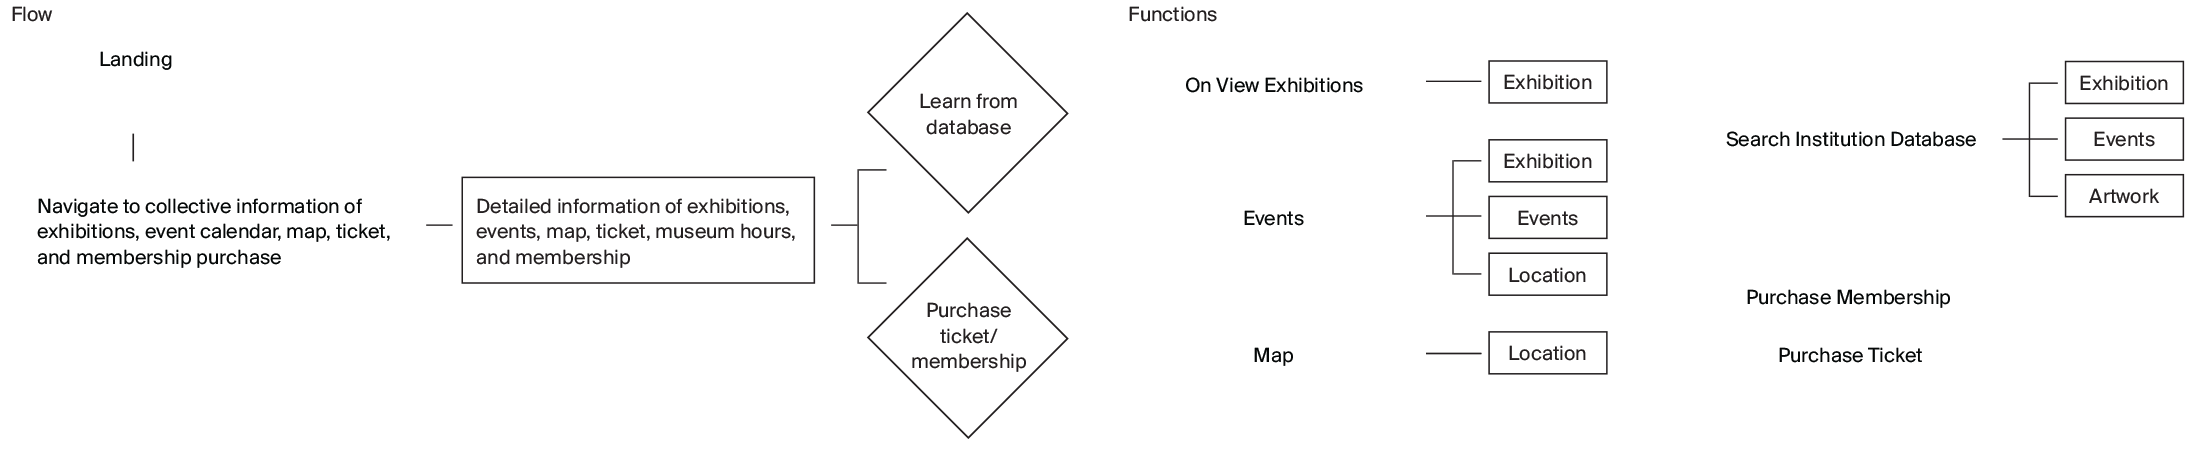 Flow
Landing
Navigate to collective information of
exhibitions, event calendar, map, ticket,
and membership purchase
Detailed information of exhibitions,
events, map, ticket, museum hours,
and membership
Learn from
database
Purchase
ticket/
membership
Functions
On View Exhibitions
Exhibition
Events
Exhibition
Events
Location
Map
Location
Search Institution Database
Exhibition
Events
Artwork
Purchase Membership
Purchase Ticket